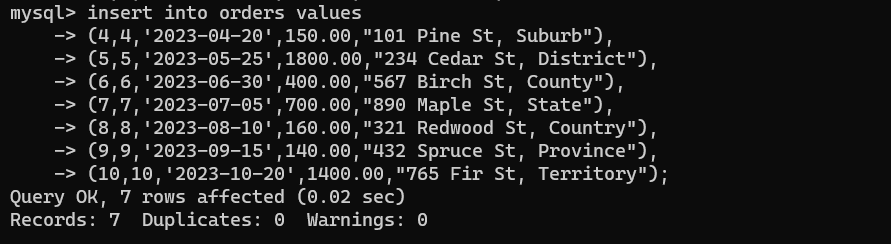 mysql> insert into orders values
    -> (4,4,'2023-04-20',150.00,"101 Pine St, Suburb"),
    -> (5,5,'2023-05-25',1800.00,"234 Cedar St, District"),
    -> (6,6,'2023-06-30',400.00,"567 Birch St, County"),
    -> (7,7,'2023-07-05',700.00,"890 Maple St, State"),
    -> (8,8,'2023-08-10',160.00,"321 Redwood St, Country"),
    -> (9,9,'2023-09-15',140.00,"432 Spruce St, Province"),
    -> (10,10,'2023-10-20',1400.00,"765 Fir St, Territory");
Query OK, 7 rows affected (0.02 sec)
Records: 7  Duplicates: 0  Warnings: 0